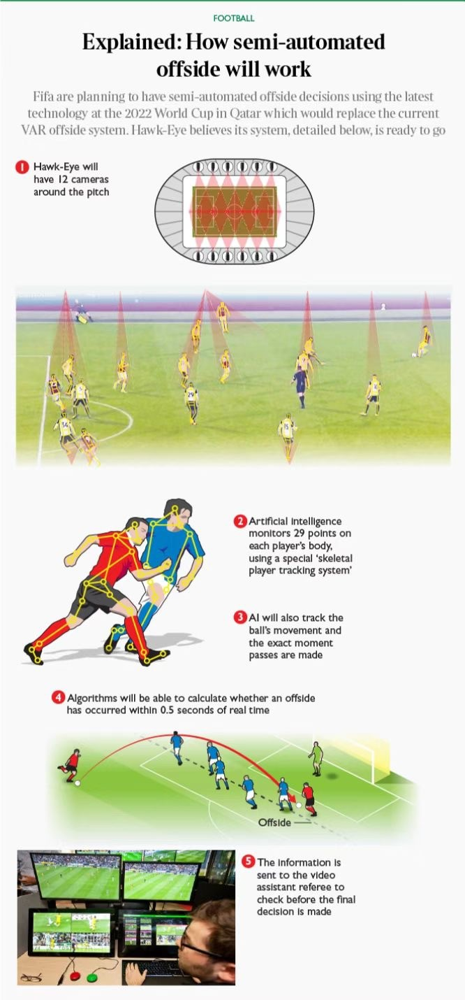 FOOTBALL
Explained: How semi-automated
offside will work
Fifa are planning to have semi-automated offside decisions using the latest
technology at the 2022 World Cup in Qatar which would replace the current
VAR offside system. Hawk-Eye believes its system, detailed below, is ready to go
1 Hawk-Eye will
have 12 cameras
around the pitch
29
34
15
2 Artificial intelligence
monitors 29 points on
each player's body,
using a special 'skeletal
player tracking system'
3 AI will also track the
ball's movement and
the exact moment
passes are made
4 Algorithms will be able to calculate whether an offside
has occurred within 0.5 seconds of real time
Offside
5 The information is
sent to the video
assistant referee to
check before the final
decision is made